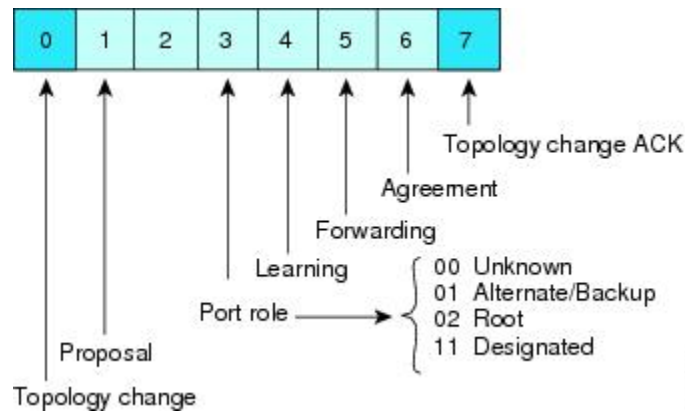 0 1 2 3 4 5 6 7
Topology change ACK
Agreement
Forwarding
Learning
Port role
00 Unknown
01 Alternate/Backup
02 Root
11 Designated
Proposal
Topology change